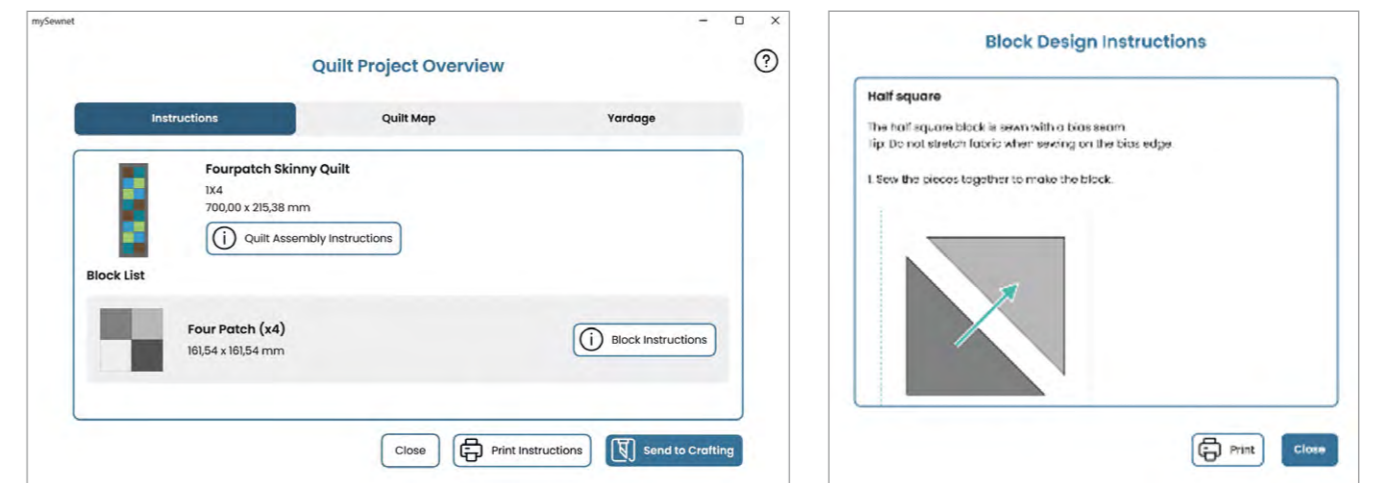 mySewnet
Quilt Project Overview
Instructions
Quilt Map
Yardage
Fourpatch Skinny Quilt
1X4
700,00 x 215,38 mm
Quilt Assembly Instructions
Block List
Four Patch (x4)
161,54 x 161,54 mm
Block Instructions
Close
Print Instructions
Send to Crafting
Block Design Instructions
Half square
The half square block is sewn with a bias seam
Tip: Do not stretch fabric when sewing on the bias edge.
1. Sew the pieces together to make the block.
Print
Close